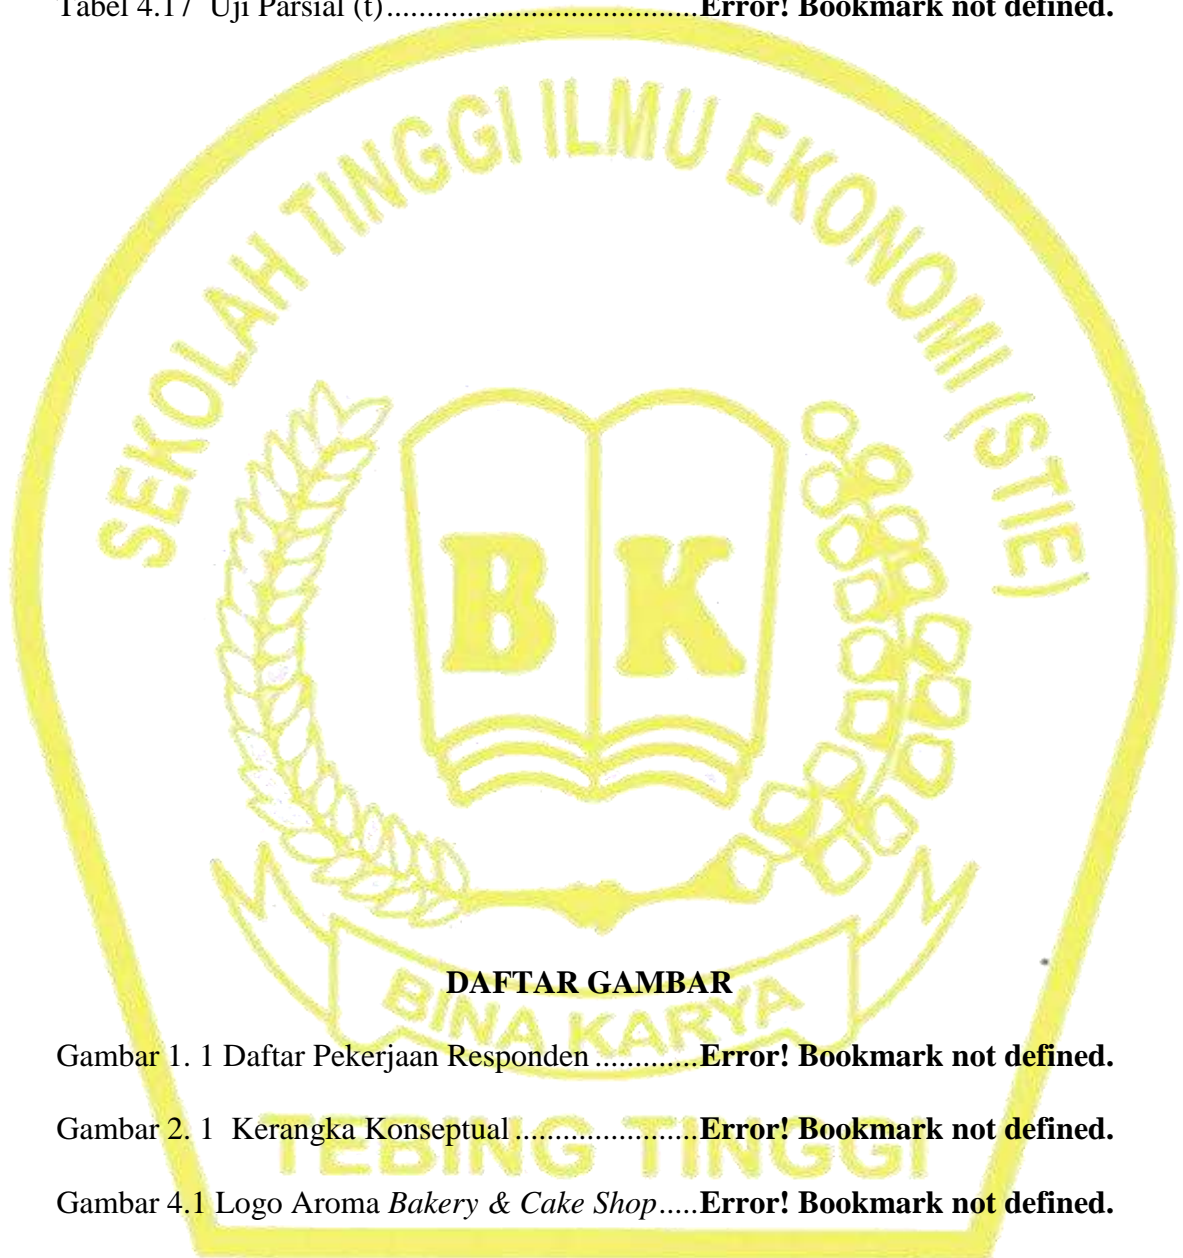 Tabel 4.17 Uji Parsial (t).......................................Error! Bookmark not defined.
SEKOLAH TINGGI ILMU EKONOMI (STIE)
B K
DAFTAR GAMBAR
BINA KARYA
Gambar 1. 1 Daftar Pekerjaan Responden.............Error! Bookmark not defined.
Gambar 2. 1 Kerangka Konseptual.......................Error! Bookmark not defined.
TEBING TINGGI
Gambar 4.1 Logo Aroma Bakery & Cake Shop.....Error! Bookmark not defined.